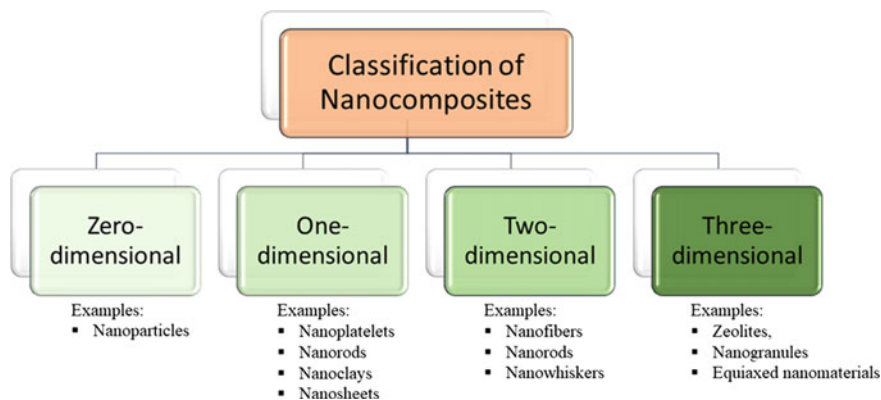 Classification of
Nanocomposites
Zero-
dimensional
Examples:
▪ Nanoparticles
One-
dimensional
Examples:
▪ Nanoplatelets
▪ Nanorods
▪ Nanoclays
▪ Nanosheets
Two-
dimensional
Examples:
▪ Nanofibers
▪ Nanorods
▪ Nanowhiskers
Three-
dimensional
Examples:
▪ Zeolites,
▪ Nanogranules
▪ Equiaxed nanomaterials